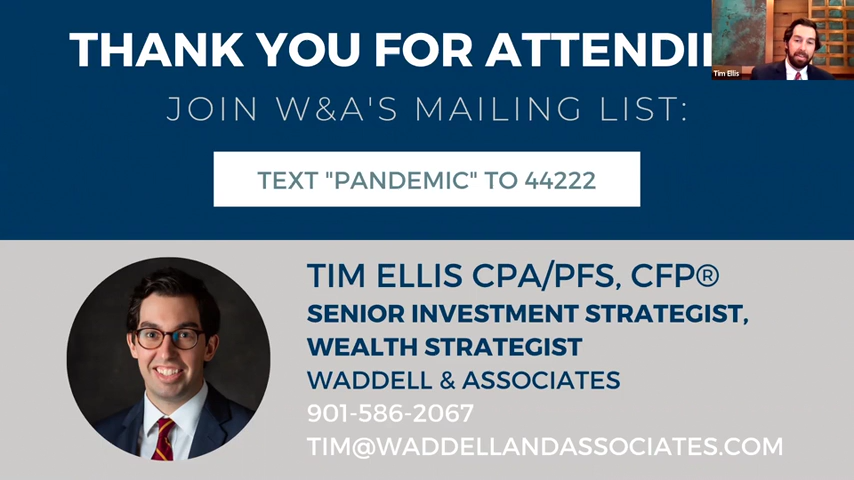 THANK YOU FOR ATTENDI
Tim Ellis
JOIN W&A'S MAILING LIST:
TEXT "PANDEMIC" TO 44222
TIM ELLIS CPA/PFS, CFP®
SENIOR INVESTMENT STRATEGIST,
WEALTH STRATEGIST
WADDELL & ASSOCIATES
901-586-2067
TIM@WADDELLANDASSOCIATES.COM